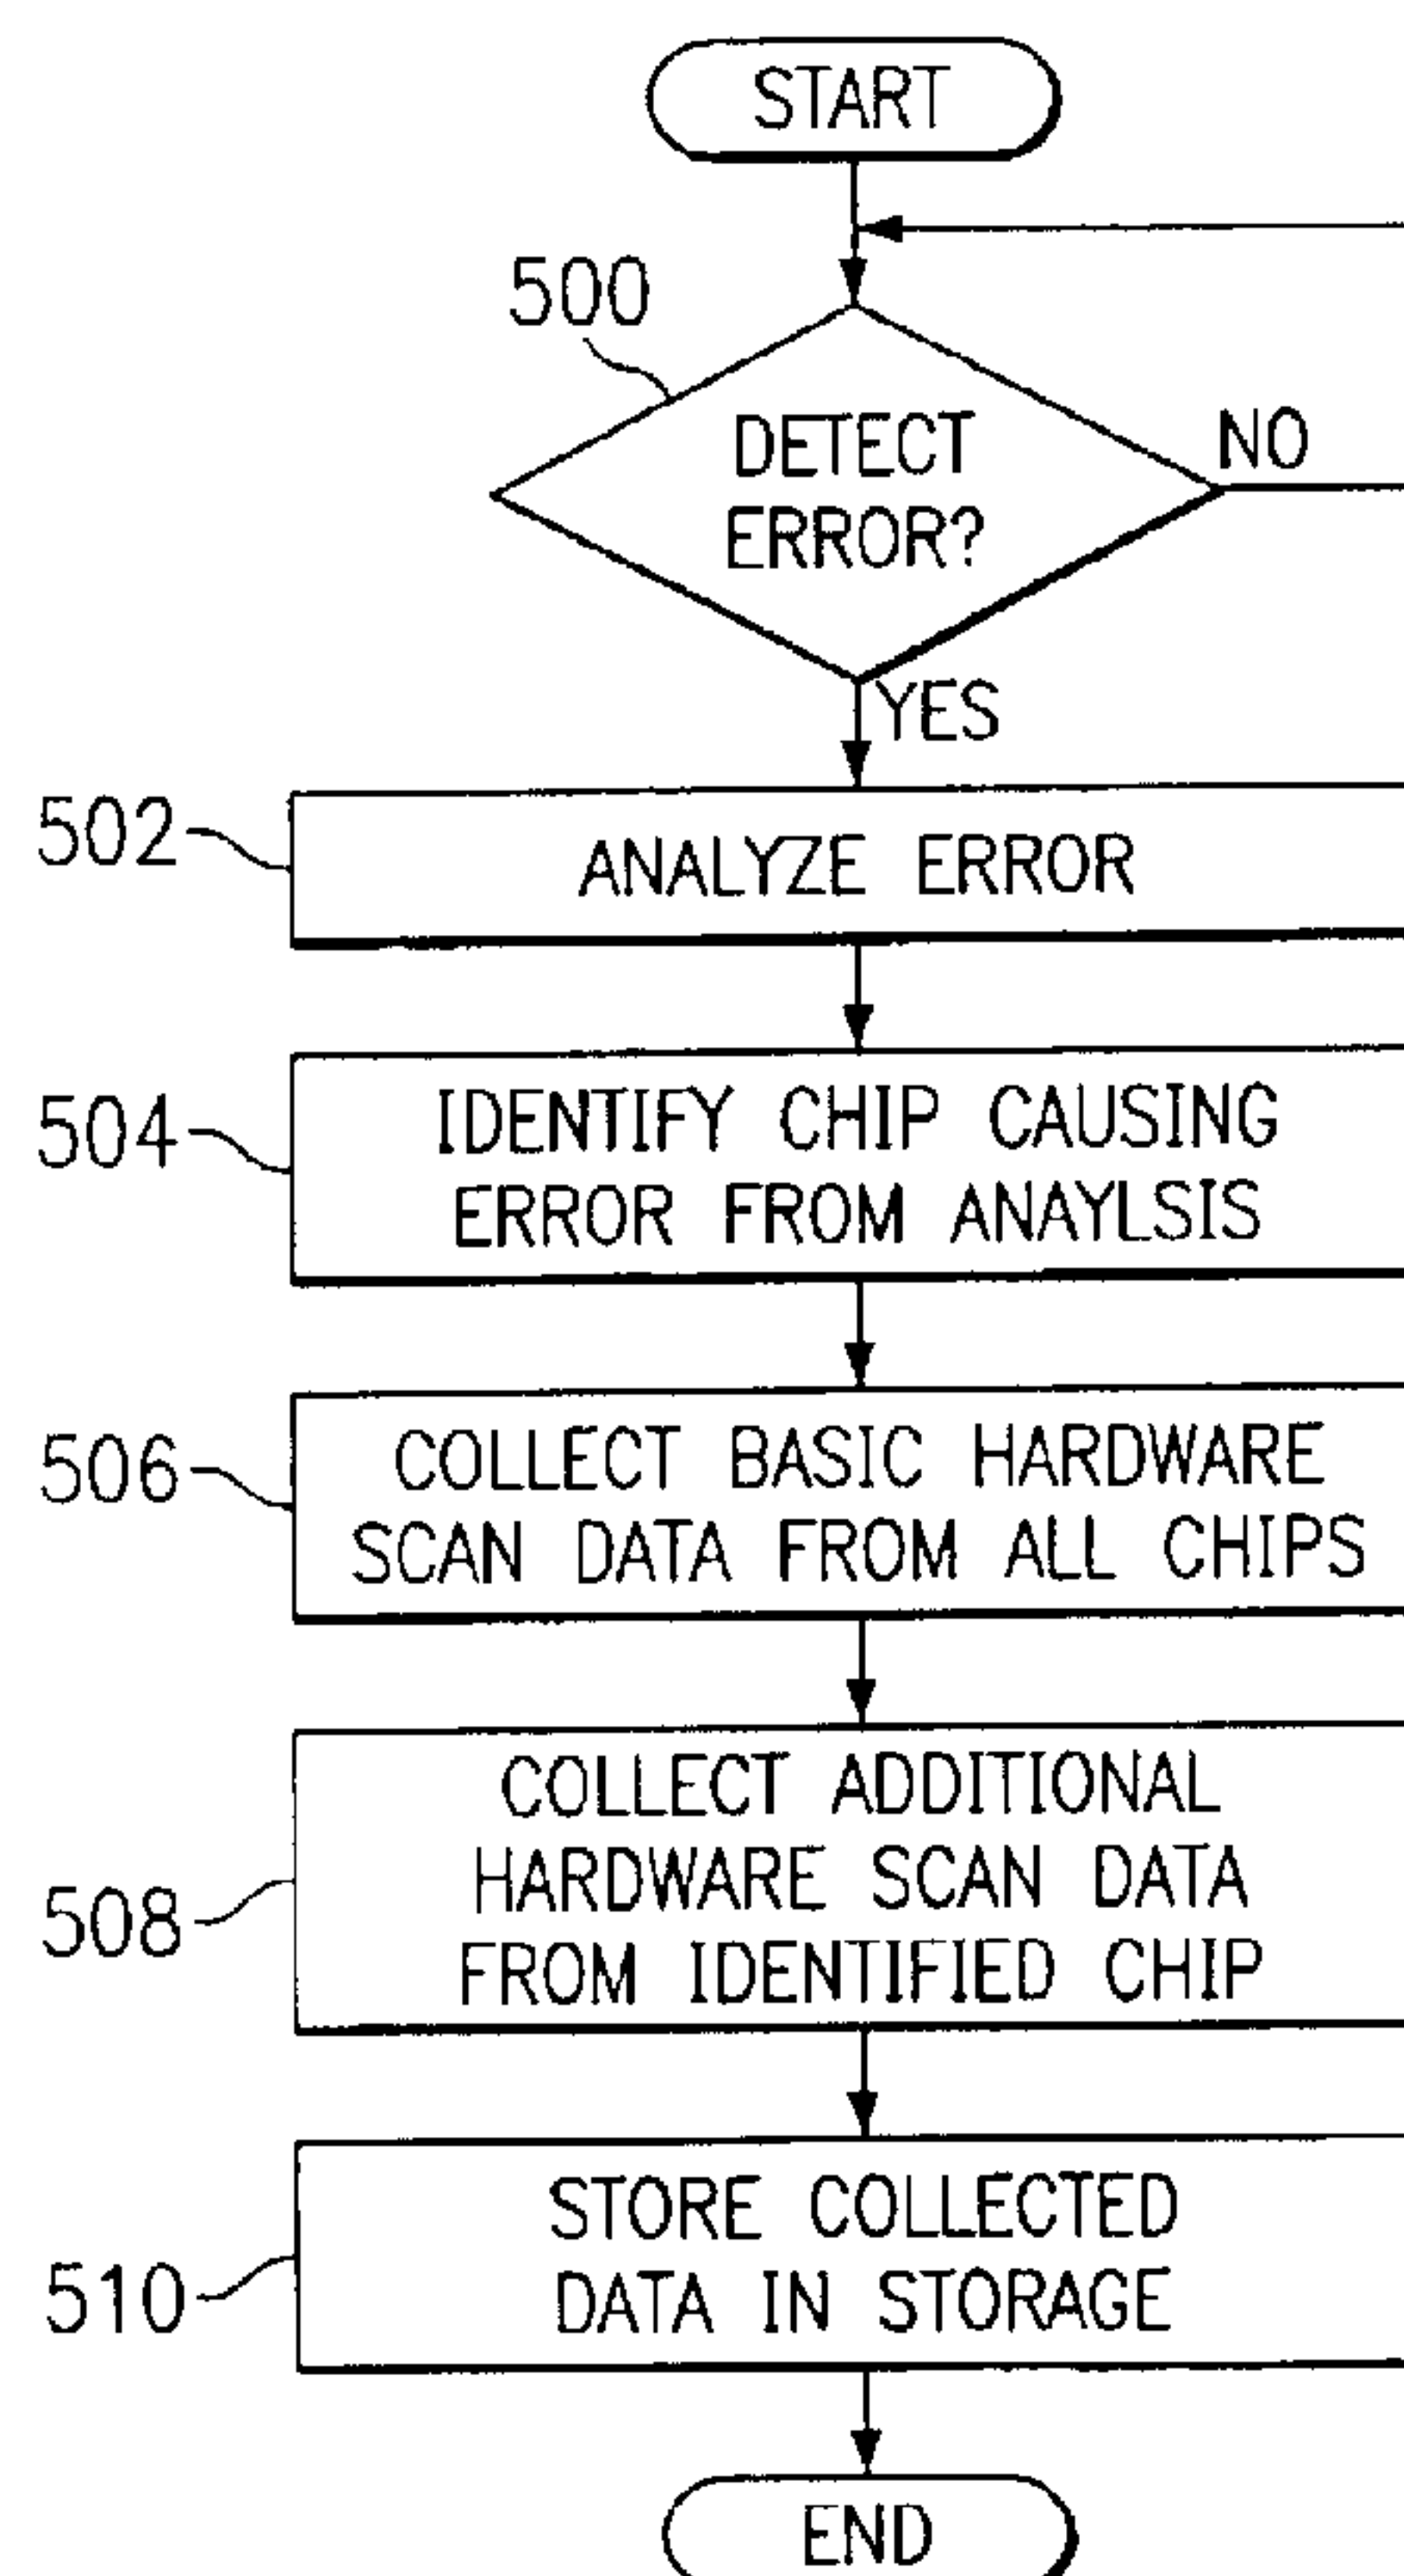 START
500
DETECT
ERROR?
NO
YES
502
ANALYZE ERROR
504
IDENTIFY CHIP CAUSING
ERROR FROM ANAYLSIS
506
COLLECT BASIC HARDWARE
SCAN DATA FROM ALL CHIPS
508
COLLECT ADDITIONAL
HARDWARE SCAN DATA
FROM IDENTIFIED CHIP
510
STORE COLLECTED
DATA IN STORAGE
END